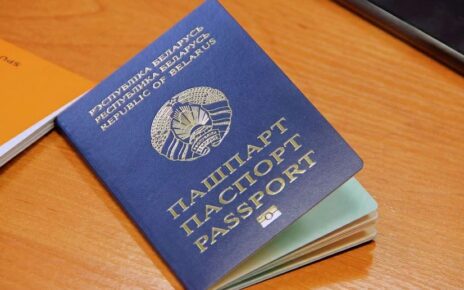 РЭСПУБЛІКА БЕЛАРУСЬ
РЕСПУБЛИКА БЕЛАРУСЬ
REPUBLIC OF BELARUS
ПАШПАРТ
ПАСПОРТ
PASSPORT